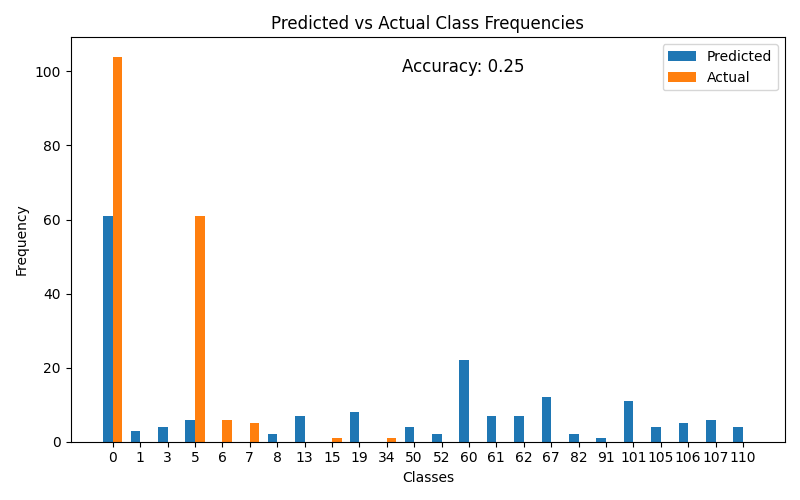 Predicted vs Actual Class Frequencies
Accuracy: 0.25
Predicted
Actual
Frequency
100
80
60
40
20
0
0 1 3 5 6 7 8 13 15 19 34 50 52 60 61 62 67 82 91 101 105 106 107 110
Classes